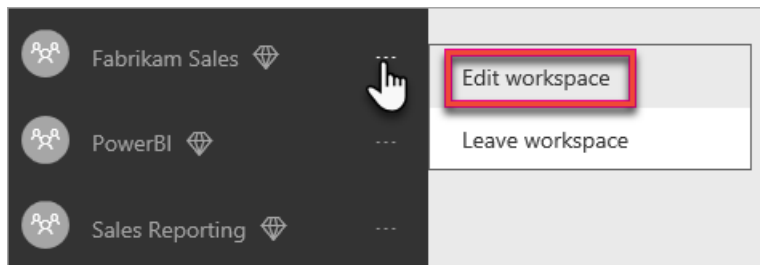 Fabrikam Sales
...
Edit workspace
Leave workspace
PowerBI
...
Sales Reporting
...